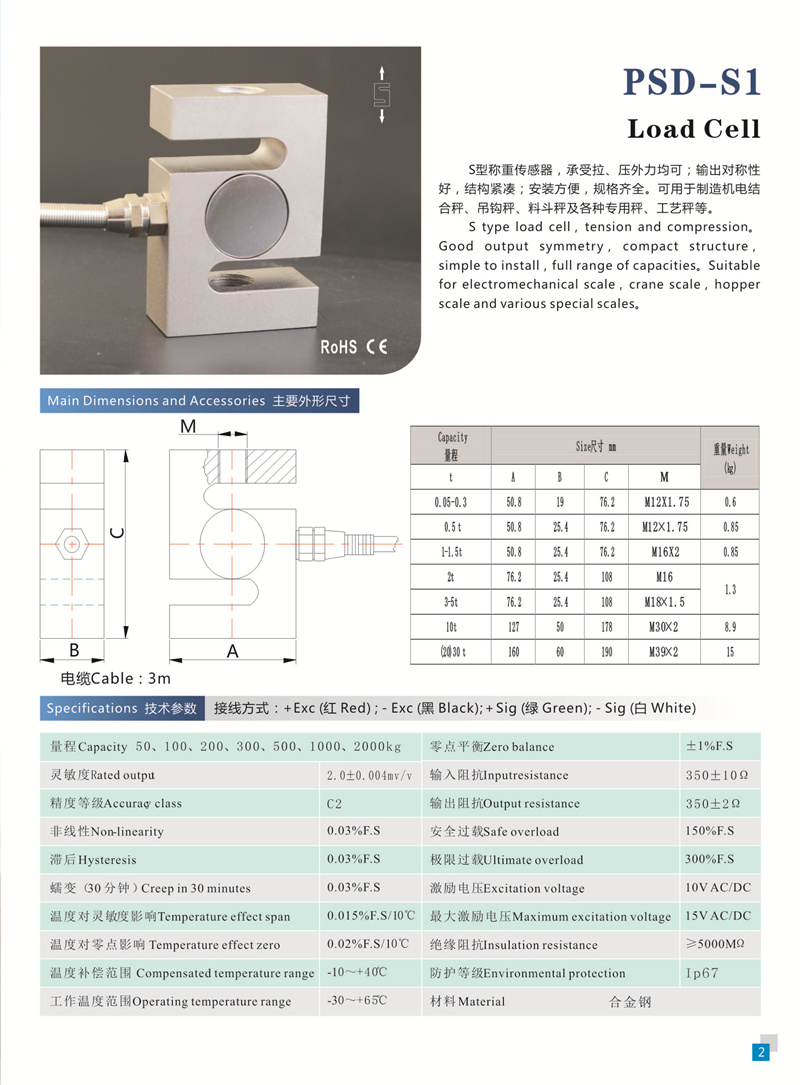 PSD-S1
Load Cell
S型称重传感器，承受拉、压外力均可；输出对称性
好，结构紧凑；安装方便，规格齐全。可用于制造机电结
合秤、吊钩秤、料斗秤及各种专用秤、工艺秤等。
S type load cell，tension and compression。
Good output symmetry，compact structure，
simple to install，full range of capacities。Suitable
for electromechanical scale，crane scale，hopper
scale and various special scales。
RoHS CE
Main Dimensions and Accessories 主要外形尺寸
M
C
B
A
电缆Cable：3m
Capacity 量程 Size尺寸 mm 重量Weight (kg)
t A B C M
0.05-0.3 50.8 19 76.2 M12X1.75 0.6
0.5 t 50.8 25.4 76.2 M12×1.75 0.85
1-1.5t 50.8 25.4 76.2 M16X2 0.85
2t 76.2 25.4 108 M16 1.3
3-5t 76.2 25.4 108 M18×1.5
10t 127 50 178 M30×2 8.9
(20)30 t 160 60 190 M39×2 15
Specifications 技术参数 接线方式：+Exc (红 Red)；- Exc (黑 Black); + Sig (绿 Green); - Sig (白 White)
量程Capacity 50、100、200、300、500、1000、2000kg 零点平衡Zero balance ±1%F.S
灵敏度Rated output 2.0±0.004mv/v 输入阻抗Inputresistance 350±10Ω
精度等级Accuracy class C2 输出阻抗Output resistance 350±2Ω
非线性Non-linearity 0.03%F.S 安全过载Safe overload 150%F.S
滞后Hysteresis 0.03%F.S 极限过载Ultimate overload 300%F.S
蠕变（30分钟）Creep in 30 minutes 0.03%F.S 激励电压Excitation voltage 10V AC/DC
温度对灵敏度影响Temperature effect span 0.015%F.S/10℃ 最大激励电压Maximum excitation voltage 15V AC/DC
温度对零点影响 Temperature effect zero 0.02%F.S/10℃ 绝缘阻抗Insulation resistance ≥5000MΩ
温度补偿范围 Compensated temperature range -10～+40℃ 防护等级Environmental protection Ip67
工作温度范围Operating temperature range -30～+65℃ 材料Material 合金钢
2